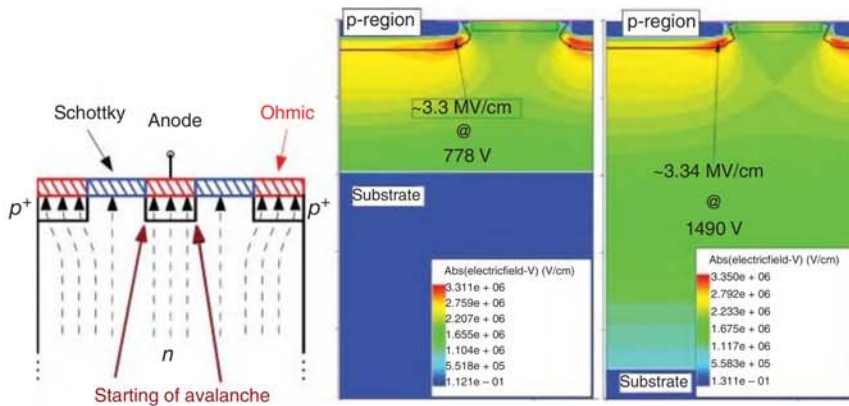 Schottky
Anode
Ohmic
p+
p+
n
Starting of avalanche
p-region
~3.3 MV/cm
@
778 V
Substrate
Abs(electricfield-V) (V/cm)
3.311e + 06
2.759e + 06
2.207e + 06
1.655e + 06
1.104e + 06
5.518e + 05
1.121e − 01
p-region
~3.34 MV/cm
@
1490 V
Abs(electricfield-V) (V/cm)
3.350e + 06
2.792e + 06
2.233e + 06
1.675e + 06
1.117e + 06
5.583e + 05
1.311e − 01
Substrate